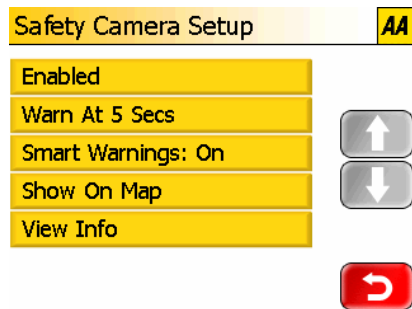 Safety Camera Setup AA
Enabled
Warn At 5 Secs
Smart Warnings: On
Show On Map
View Info